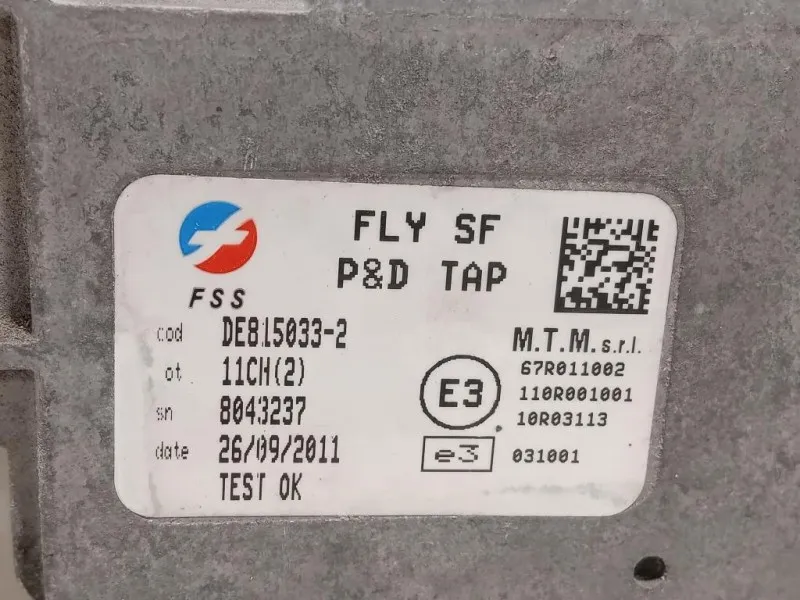 FLY SF
P&D TAP
FSS
cod DE815033-2
ot 11CH(2)
sn 8043237
date 26/09/2011
TEST OK
M.T.M.s.r.l.
67R011002
E3 110R001001
10R03113
e3 031001